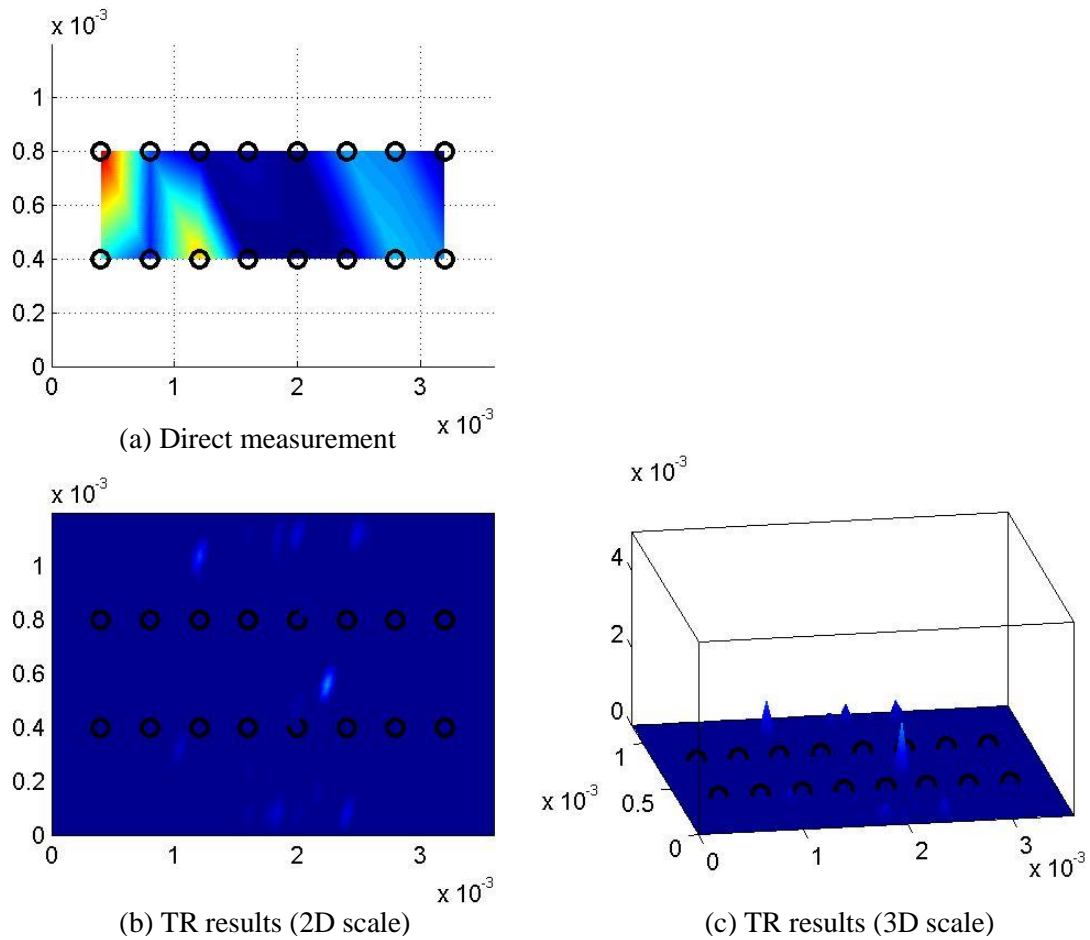 x 10-3
1
0.8
0.6
0.4
0.2
0
0 1 2 3
x 10-3
(a) Direct measurement
x 10-3
1
0.8
0.6
0.4
0.2
0
0 1 2 3
x 10-3
(b) TR results (2D scale)
x 10-3
4
2
0
1
0.5
x 10-3
0
0 1 2 3
x 10-3
(c) TR results (3D scale)